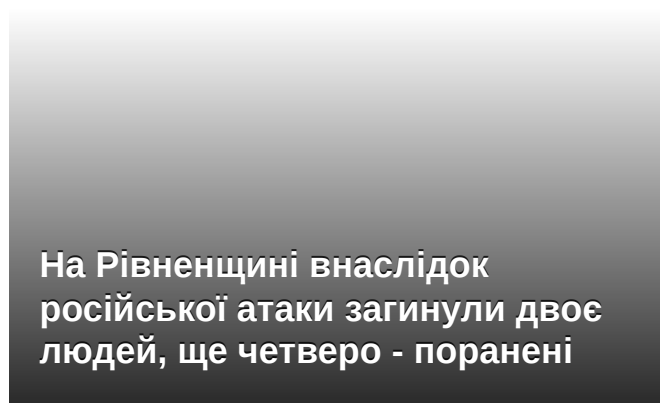 На Рівненщині внаслідок
російської атаки загинули двоє
людей, ще четверо - поранені